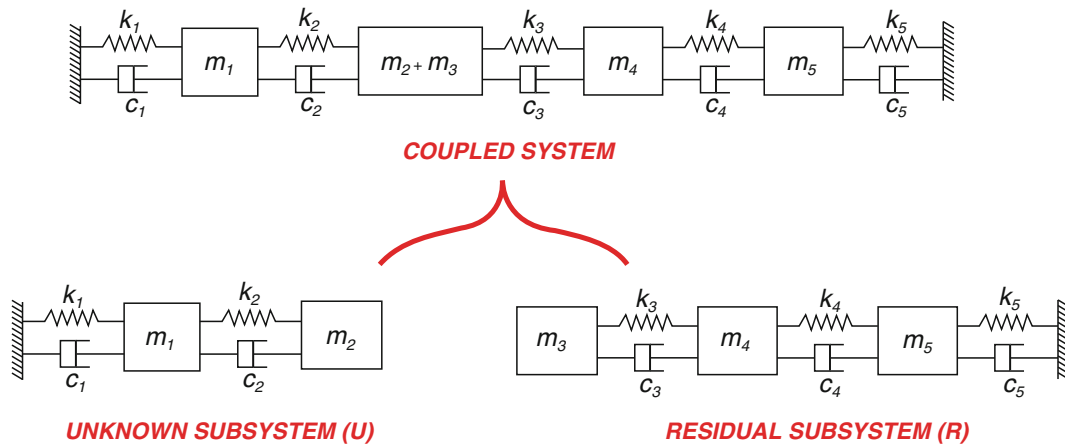 k1 k2 k3 k4 k5
m1 m2 + m3 m4 m5
c1 c2 c3 c4 c5
COUPLED SYSTEM
k1 k2
m1 m2
c1 c2
UNKNOWN SUBSYSTEM (U)
k3 k4 k5
m3 m4 m5
c3 c4 c5
RESIDUAL SUBSYSTEM (R)